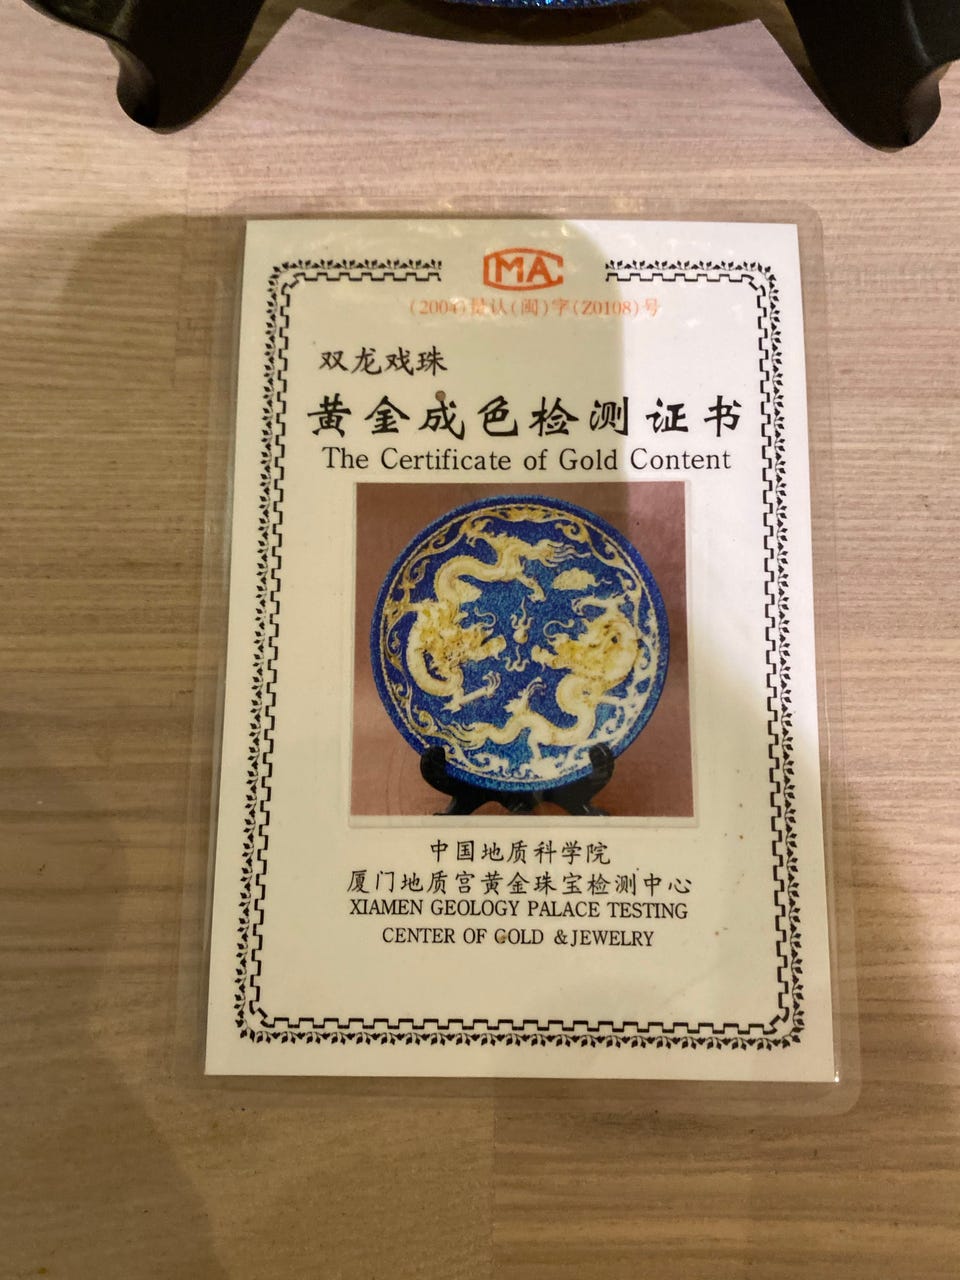 CMA
(2004)量认(闽)字(Z0108)号
双龙戏珠
黄金成色检测证书
The Certificate of Gold Content
中国地质科学院
厦门地质宫黄金珠宝检测中心
XIAMEN GEOLOGY PALACE TESTING
CENTER OF GOLD &JEWELRY